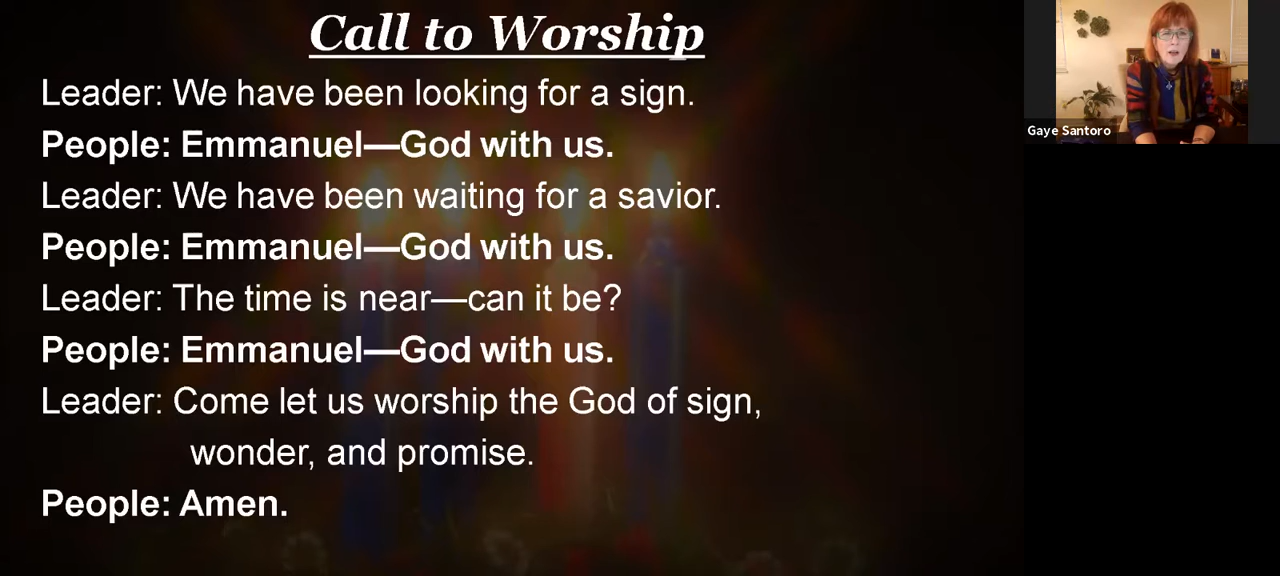 Call to Worship
Leader: We have been looking for a sign.
People: Emmanuel—God with us.
Leader: We have been waiting for a savior.
People: Emmanuel—God with us.
Leader: The time is near—can it be?
People: Emmanuel—God with us.
Leader: Come let us worship the God of sign,
wonder, and promise.
People: Amen.
Gaye Santoro